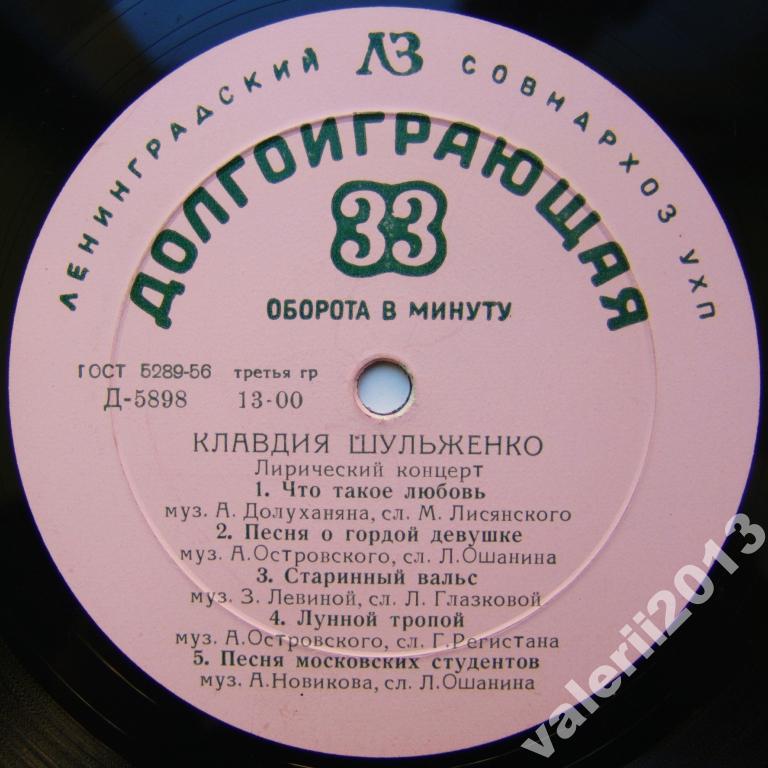 ЛЕНИНГРАДСКИЙ ЛЗ СОВНАРХОЗ УХП
ДОЛГОИГРАЮЩАЯ
33
ОБОРОТА В МИНУТУ
ГОСТ 5289-56 третья гр
Д-5898 13-00
КЛАВДИЯ ШУЛЬЖЕНКО
Лирический концерт
1. Что такое любовь
муз. А. Долуханяна, сл. М. Лисянского
2. Песня о гордой девушке
муз. А.Островского, сл. Л.Ошанина
3. Старинный вальс
муз. З. Левиной, сл. Л. Глазковой
4. Лунной тропой
муз. А.Островского, сл. Г.Регистана
5. Песня московских студентов
муз. А.Новикова, сл. Л.Ошанина
valerii2013